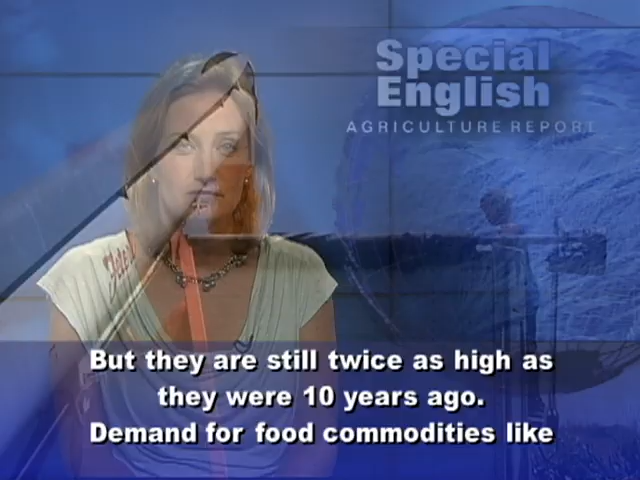 Special
English
AGRICULTURE REPORT
But they are still twice as high as
they were 10 years ago.
Demand for food commodities like